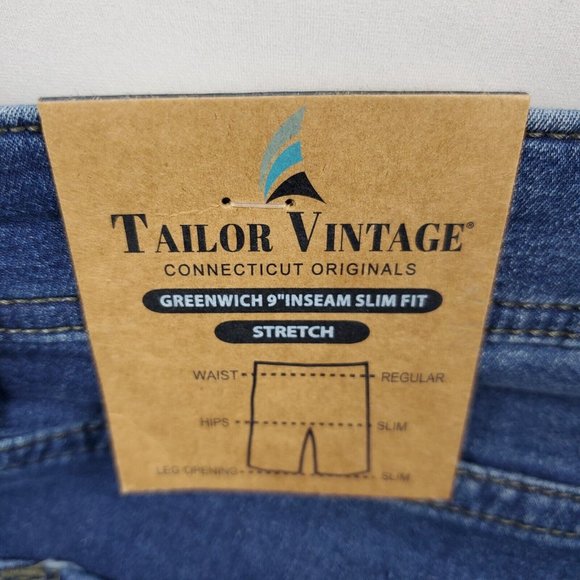 TAILOR VINTAGE®
CONNECTICUT ORIGINALS
GREENWICH 9"INSEAM SLIM FIT
STRETCH
WAIST REGULAR
HIPS SLIM
LEG OPENING SLIM